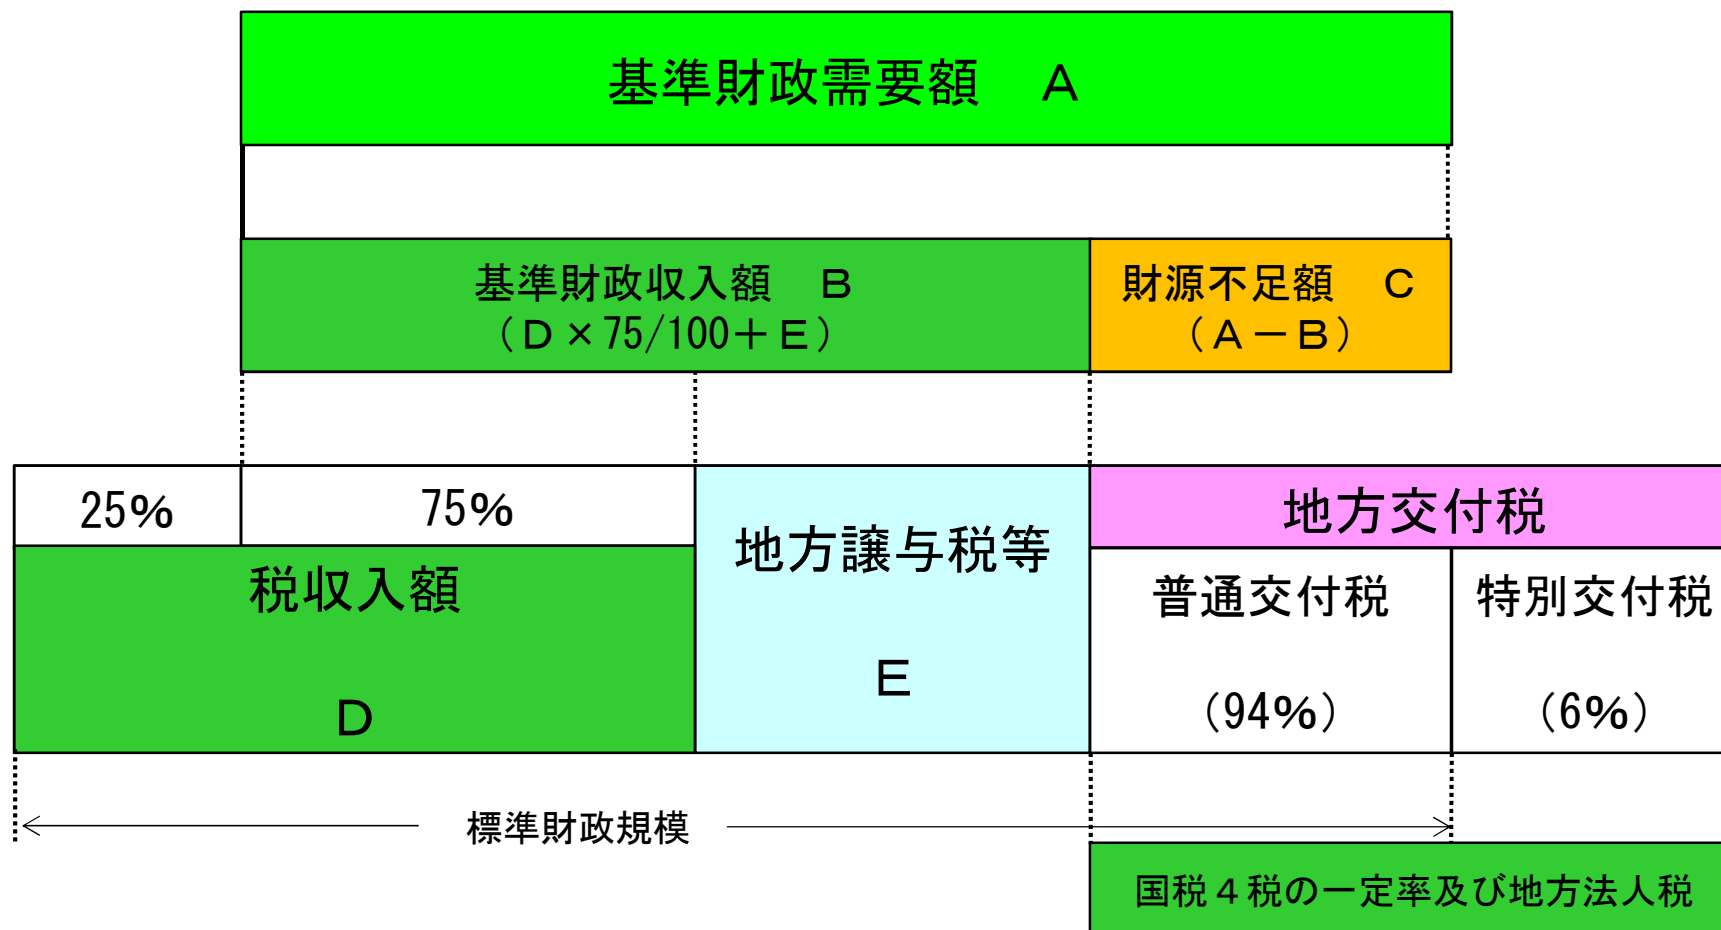 基準財政需要額　Ａ
基準財政収入額　Ｂ
（Ｄ×75/100＋Ｅ）
財源不足額　Ｃ
（Ａ－Ｂ）
25％
75％
税収入額
Ｄ
地方譲与税等
Ｅ
地方交付税
普通交付税
（94％）
特別交付税
（6％）
標準財政規模
国税４税の一定率及び地方法人税